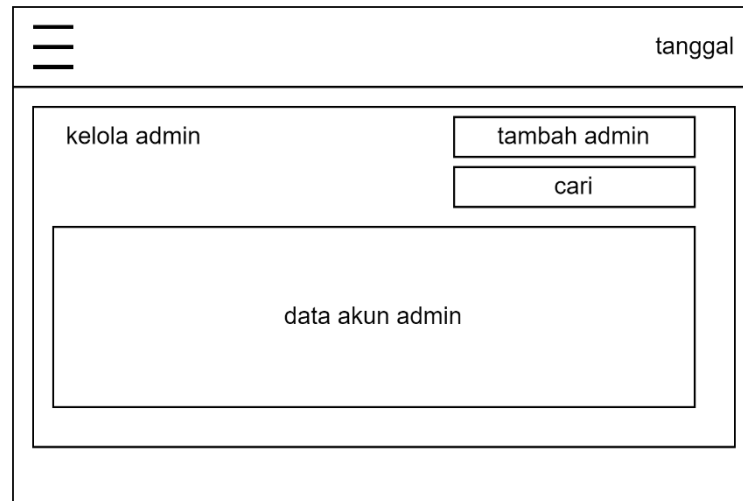 tanggal
kelola admin
tambah admin
cari
data akun admin